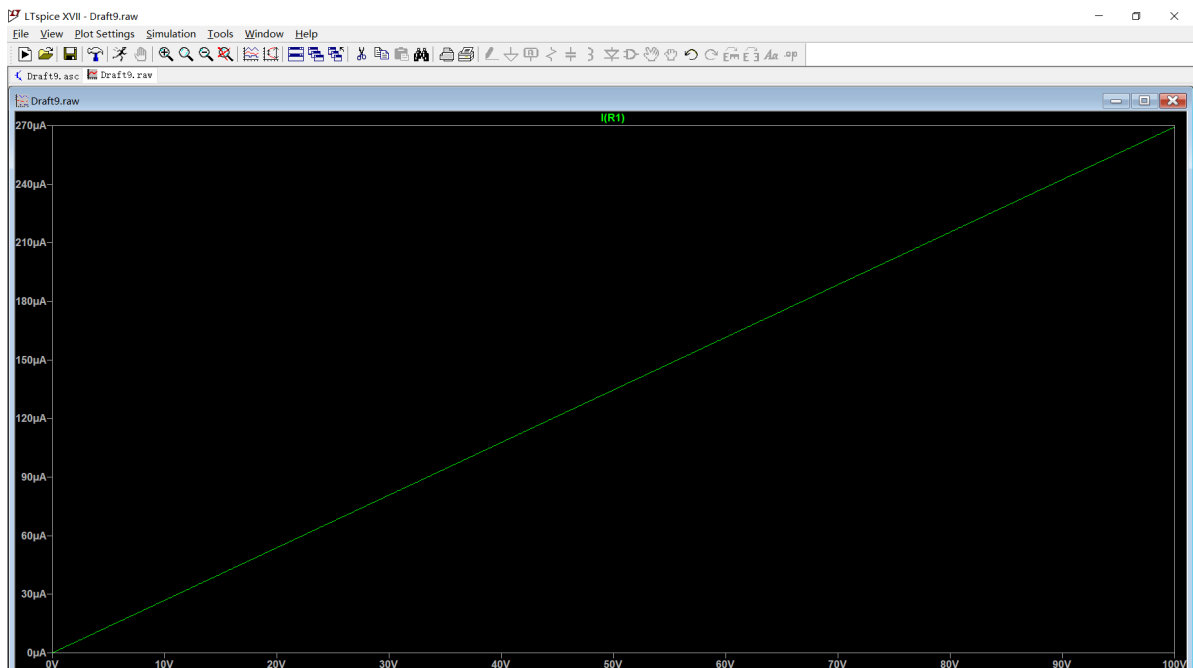 LTspice XVII - Draft9.raw
File View Plot Settings Simulation Tools Window Help
Aa .op
Draft9.asc Draft9.raw
Draft9.raw
I(R1)
270µA
240µA
210µA
180µA
150µA
120µA
90µA
60µA
30µA
0µA
0V 10V 20V 30V 40V 50V 60V 70V 80V 90V 100V